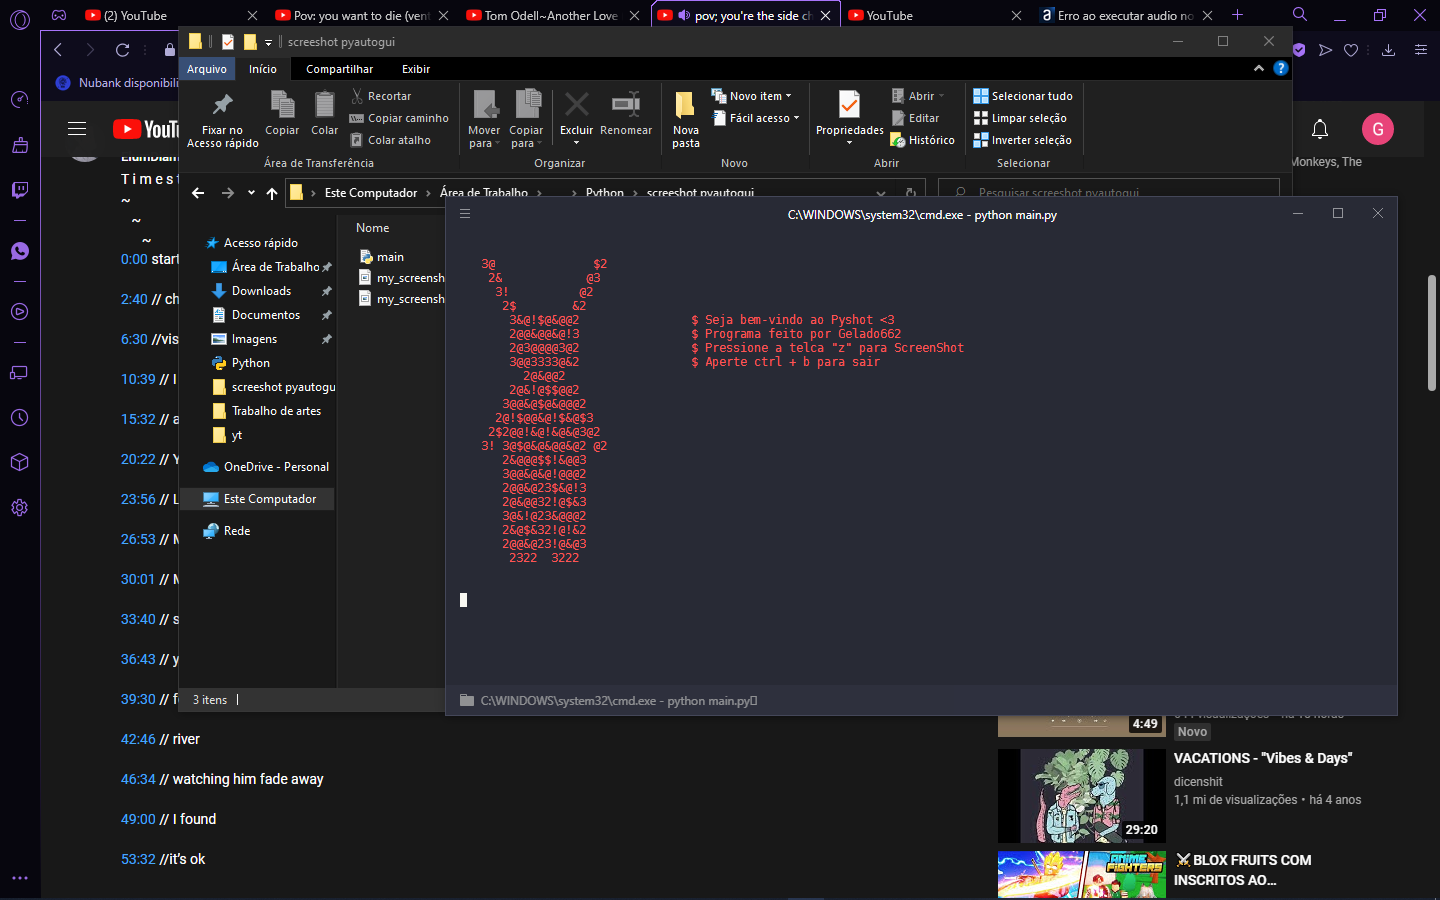 (2) YouTube
Pov: you want to die (vent
Tom Odell~Another Love
pov; you're the side ch
YouTube
Erro ao executar audio no
screeshot pyautogui
Arquivo
Início
Compartilhar
Exibir
Nubank disponibili
Fixar no
Acesso rápido
Copiar
Colar
Recortar
Copiar caminho
Colar atalho
Área de Transferência
Mover
para
Copiar
para
Excluir
Renomear
Organizar
Nova
pasta
Novo item
Fácil acesso
Novo
Propriedades
Abrir
Editar
Histórico
Abrir
Selecionar tudo
Limpar seleção
Inverter seleção
Selecionar
G
Monkeys, The
Este Computador > Área de Trabalho > Python > screeshot pyautogui
Pesquisar screeshot pyautogui
T i m e s t
~
~
~
0:00 start
2:40 // ch
6:30 //vis
10:39 // I
15:32 // a
20:22 // Y
23:56 // L
26:53 // M
30:01 // M
33:40 // s
36:43 // y
39:30 // f
42:46 // river
46:34 // watching him fade away
49:00 // I found
53:32 //it's ok
Acesso rápido
Área de Trabalho
Downloads
Documentos
Imagens
Python
screeshot pyautogu
Trabalho de artes
yt
OneDrive - Personal
Este Computador
Rede
3 itens
Nome
main
my_screensh
my_screensh
C:\WINDOWS\system32\cmd.exe - python main.py
3@              $2
2&            @3
3!          @2
2$        &2
3&@!$@&@@2                $ Seja bem-vindo ao Pyshot <3
2@@&@&@!3                $ Programa feito por Gelado662
2@3@@@@3@2                $ Pressione a telca "z" para ScreenShot
3@@3333@&2                $ Aperte ctrl + b para sair
2@&@@2
2@&!@$$@@2
3@@&@$@&@@@2
2@!$@@&@!$&@$3
2$2@@!&@!&@&@3@2
3! 3@$@&@&@@&@2 @2
2&@@@$$!&@@3
3@@&@&@!@@@2
2@@&@23$&@!3
2@&@@32!@$&3
3@&!@23&@@@2
2&@$&32!@!&2
2@@&@23!@&@3
2322  3222
C:\WINDOWS\system32\cmd.exe - python main.py
4:49
Novo
VACATIONS - "Vibes & Days"
dicenshit
1,1 mi de visualizações • há 4 anos
29:20
BLOX FRUITS COM
INSCRITOS AO...
ANIME
FIGHTERS